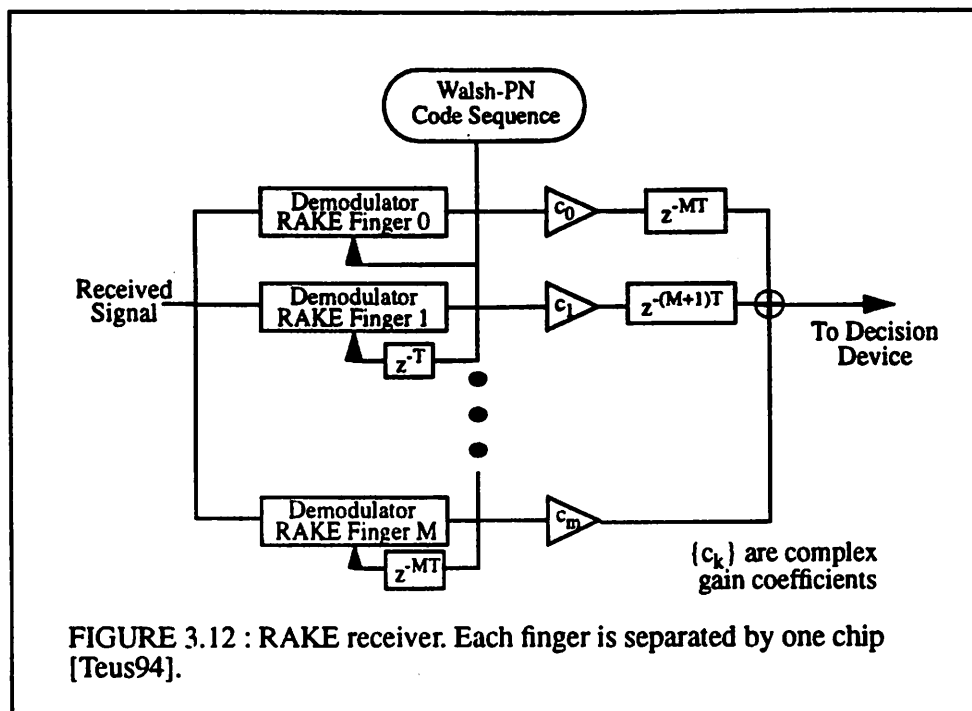 Walsh-PN
Code Sequence
Demodulator
RAKE Finger 0
c0
z-MT
Received
Signal
Demodulator
RAKE Finger 1
z-T
c1
z-(M+1)T
To Decision
Device
Demodulator
RAKE Finger M
z-MT
cm
{ck} are complex
gain coefficients
FIGURE 3.12 : RAKE receiver. Each finger is separated by one chip
[Teus94].